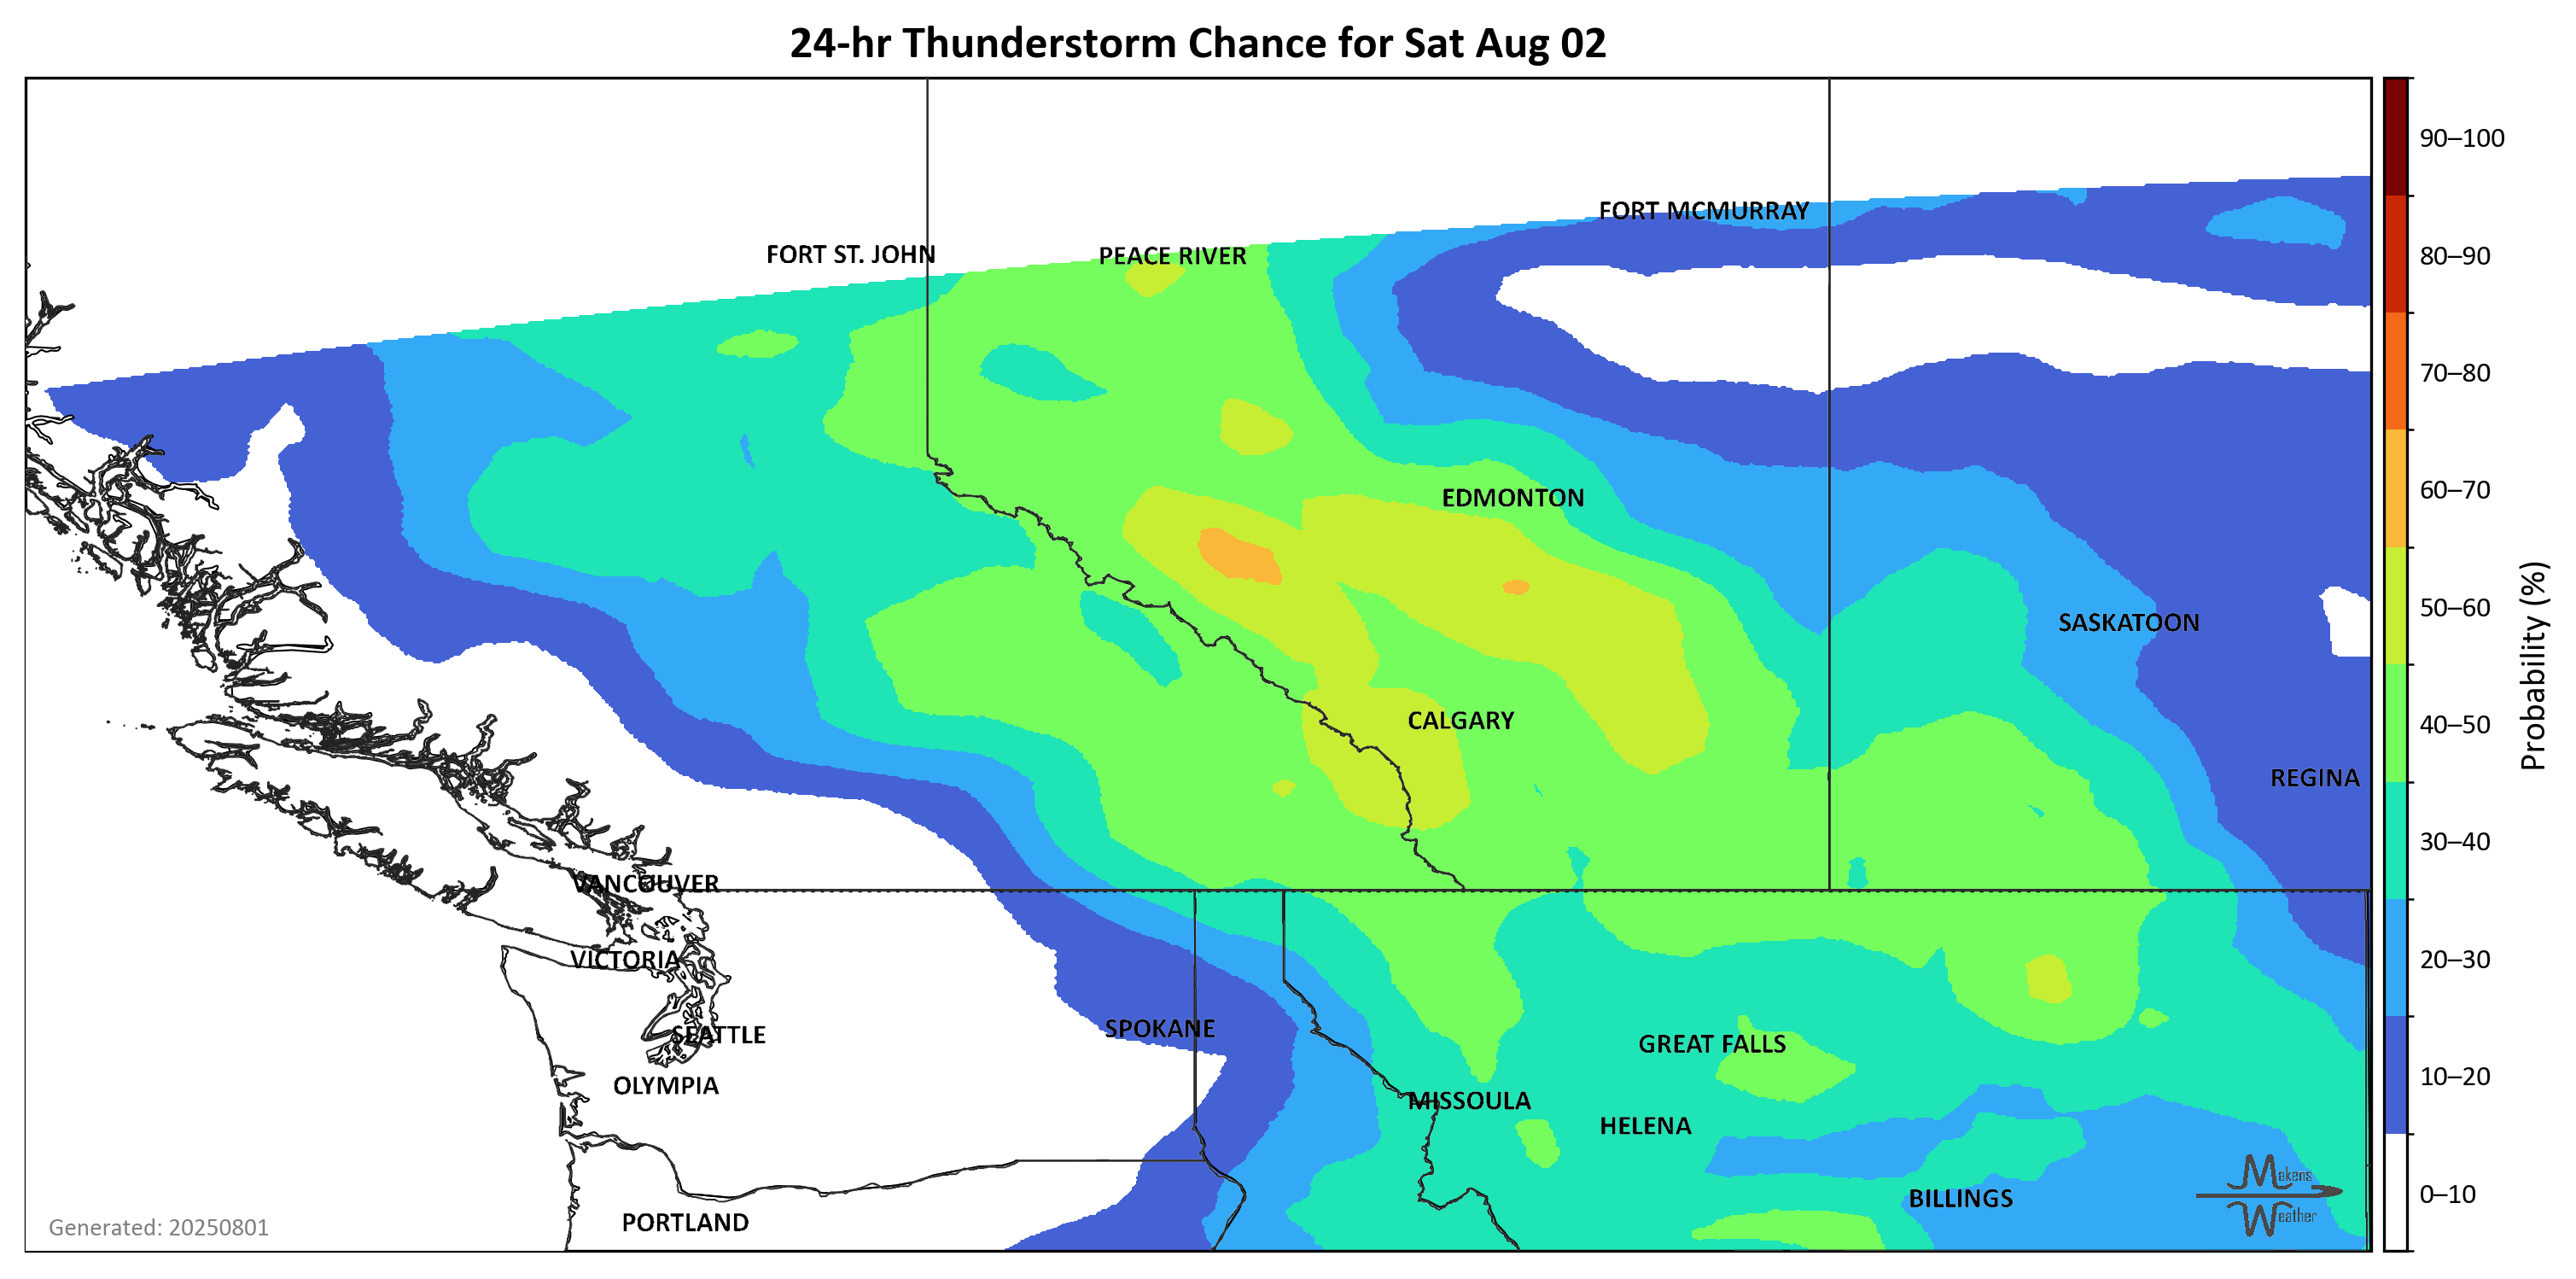 24-hr Thunderstorm Chance for Sat Aug 02
FORT MCMURRAY
FORT ST. JOHN
PEACE RIVER
EDMONTON
SASKATOON
CALGARY
REGINA
VANCOUVER
VICTORIA
SPOKANE
SEATTLE
GREAT FALLS
OLYMPIA
MISSOULA
HELENA
BILLINGS
PORTLAND
Makens
Weather
Generated: 20250801
90–100
80–90
70–80
60–70
50–60
40–50
30–40
20–30
10–20
0–10
Probability (%)